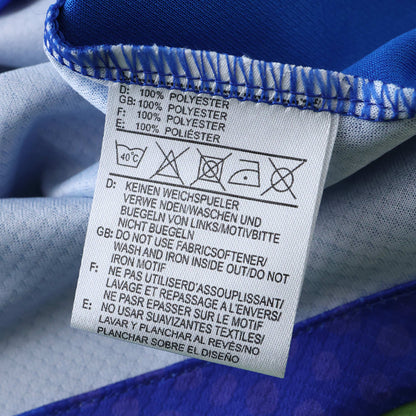 D: 100% POLYESTER
GB: 100% POLYESTER
F: 100% POLYESTER
E: 100% POLIÉSTER
40°C
D: KEINEN WEICHSPUELER
VERWE NDEN/WASCHEN UND
BUEGELN VON LINKS/MOTIVBITTE
NICHT BUEGELN
GB: DO NOT USE FABRICSOFTENER/
WASH AND IRON INSIDE OUT/DO NOT
IRON MOTIF
F: NE PAS UTILISERD'ASSOUPLISSANT/
LAVAGE ET REPASSAGE A L'ENVERS/
NE PASR EPASSER SUR LE MOTIF
E: NO USAR SUAVIZANTES TEXTILES/
LAVAR Y PLANCHAR AL REVÉS/NO
PLANCHAR SOBRE EL DISEÑO